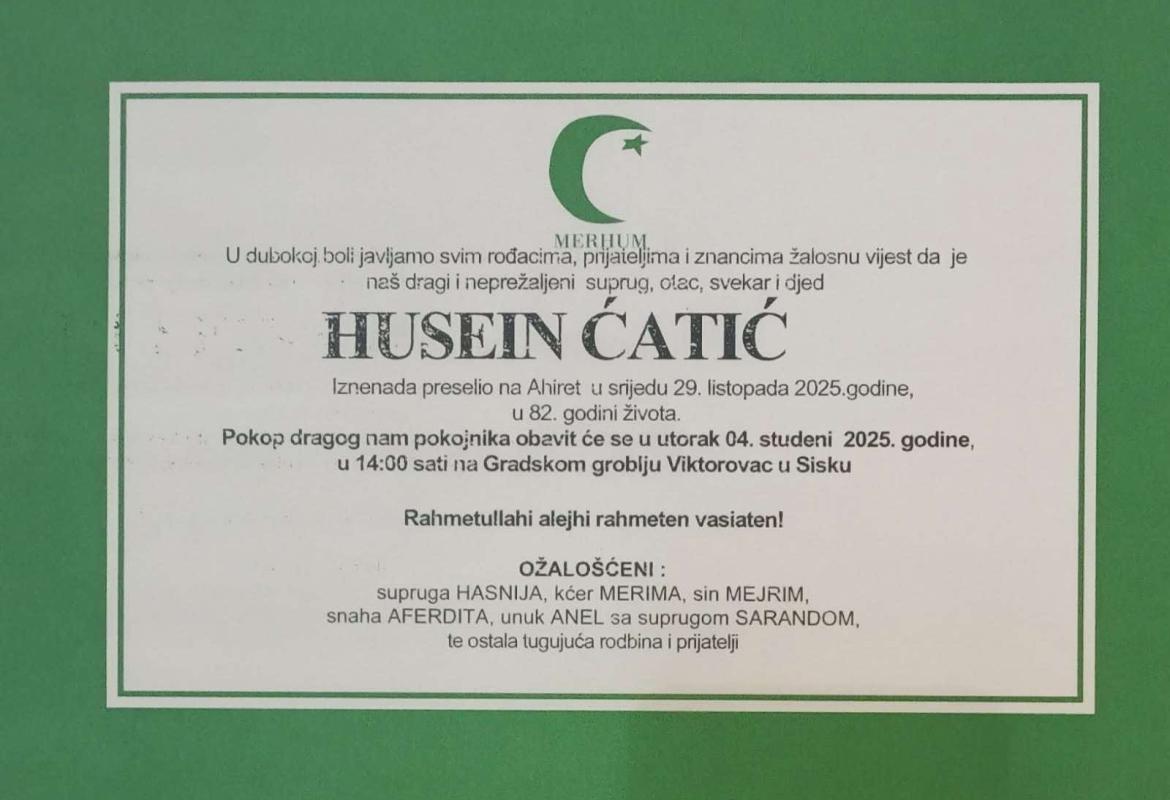 MERHUM
U dubokoj boli javljamo svim rođacima, prijateljima i znancima žalosnu vijest da je
naš dragi i neprežaljeni suprug, otac, svekar i djed
HUSEIN ĆATIĆ
Iznenada preselio na Ahiret u srijedu 29. listopada 2025.godine,
u 82. godini života.
Pokop dragog nam pokojnika obavit će se u utorak 04. studeni 2025. godine,
u 14:00 sati na Gradskom groblju Viktorovac u Sisku
Rahmetullahi alejhi rahmeten vasiaten!
OŽALOŠĆENI :
supruga HASNIJA, kćer MERIMA, sin MEJRIM,
snaha AFERDITA, unuk ANEL sa suprugom SARANDOM,
te ostala tugujuća rodbina i prijatelji